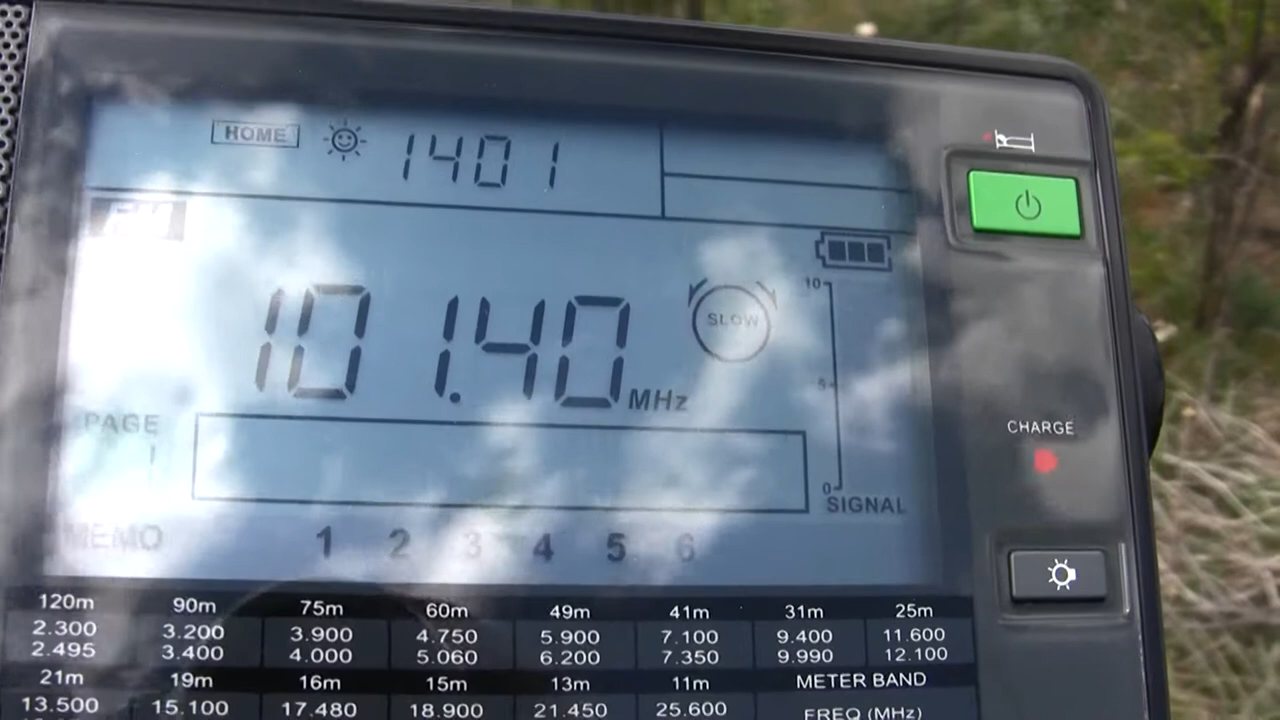 HOME 1401
FM
101.40 MHz
SLOW
10
5
0
SIGNAL
PAGE
1
MEMO 1 2 3 4 5 6
CHARGE
120m 90m 75m 60m 49m 41m 31m 25m
2.300 3.200 3.900 4.750 5.900 7.100 9.400 11.600
2.495 3.400 4.000 5.060 6.200 7.350 9.990 12.100
21m 19m 16m 15m 13m 11m METER BAND
13.500 15.100 17.480 18.900 21.450 25.600 FREQ (MHz)